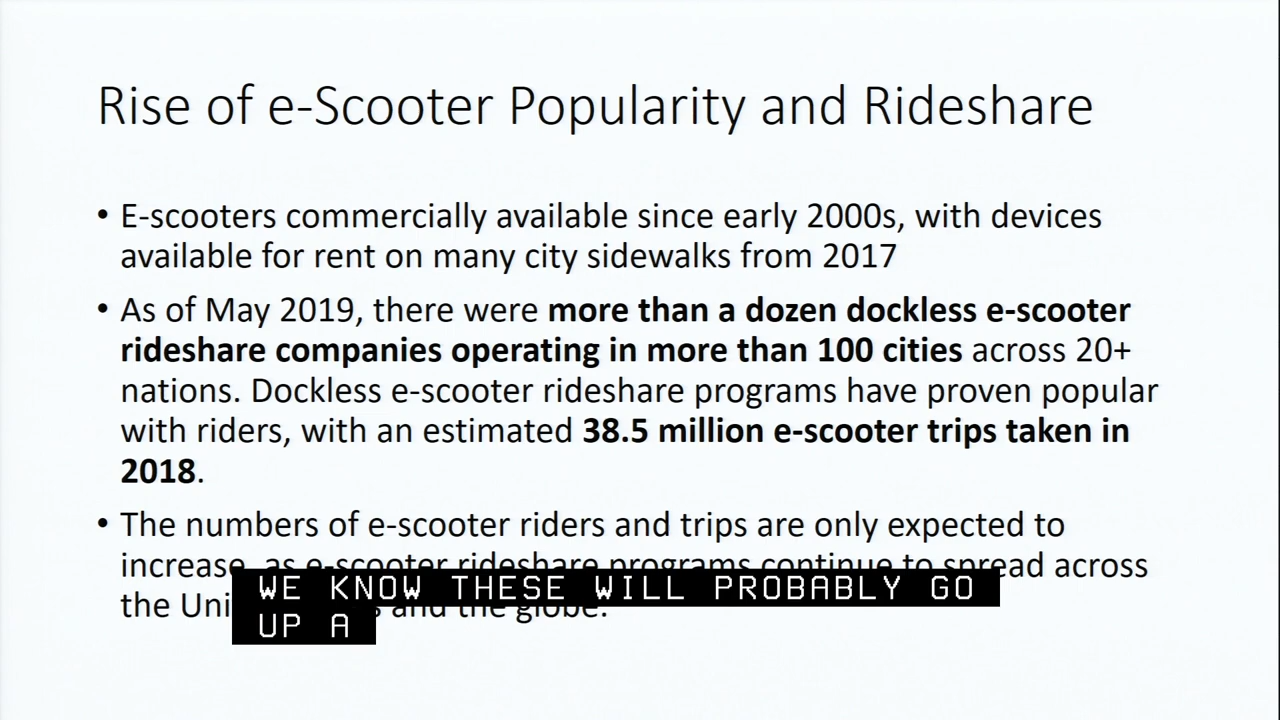 Rise of e-Scooter Popularity and Rideshare
• E-scooters commercially available since early 2000s, with devices
available for rent on many city sidewalks from 2017
• As of May 2019, there were more than a dozen dockless e-scooter
rideshare companies operating in more than 100 cities across 20+
nations. Dockless e-scooter rideshare programs have proven popular
with riders, with an estimated 38.5 million e-scooter trips taken in
2018.
• The numbers of e-scooter riders and trips are only expected to
increase, as e-scooter rideshare programs continue to spread across
the and the globe.
WE KNOW THESE WILL PROBABLY GO
UP A